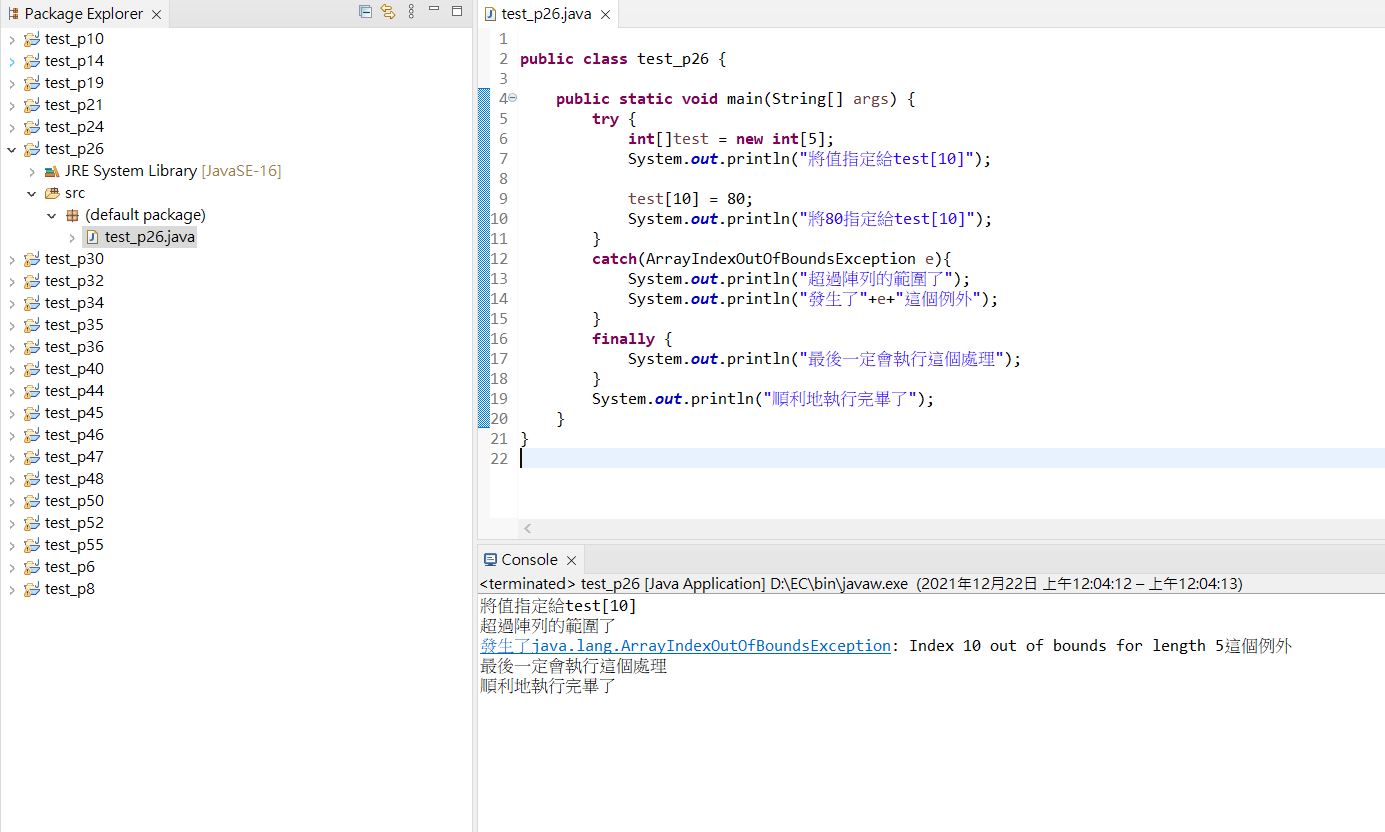 Package Explorer
test_p10
test_p14
test_p19
test_p21
test_p24
test_p26
JRE System Library [JavaSE-16]
src
(default package)
test_p26.java
test_p30
test_p32
test_p34
test_p35
test_p36
test_p40
test_p44
test_p45
test_p46
test_p47
test_p48
test_p50
test_p52
test_p55
test_p6
test_p8
test_p26.java
1
2 public class test_p26 {
3
4     public static void main(String[] args) {
5         try {
6             int[]test = new int[5];
7             System.out.println("將值指定給test[10]");
8
9             test[10] = 80;
10             System.out.println("將80指定給test[10]");
11         }
12         catch(ArrayIndexOutOfBoundsException e){
13             System.out.println("超過陣列的範圍了");
14             System.out.println("發生了"+e+"這個例外");
15         }
16         finally {
17             System.out.println("最後一定會執行這個處理");
18         }
19         System.out.println("順利地執行完畢了");
20     }
21 }
22
Console
<terminated> test_p26 [Java Application] D:\EC\bin\javaw.exe (2021年12月22日 上午12:04:12 – 上午12:04:13)
將值指定給test[10]
超過陣列的範圍了
發生了java.lang.ArrayIndexOutOfBoundsException: Index 10 out of bounds for length 5這個例外
最後一定會執行這個處理
順利地執行完畢了